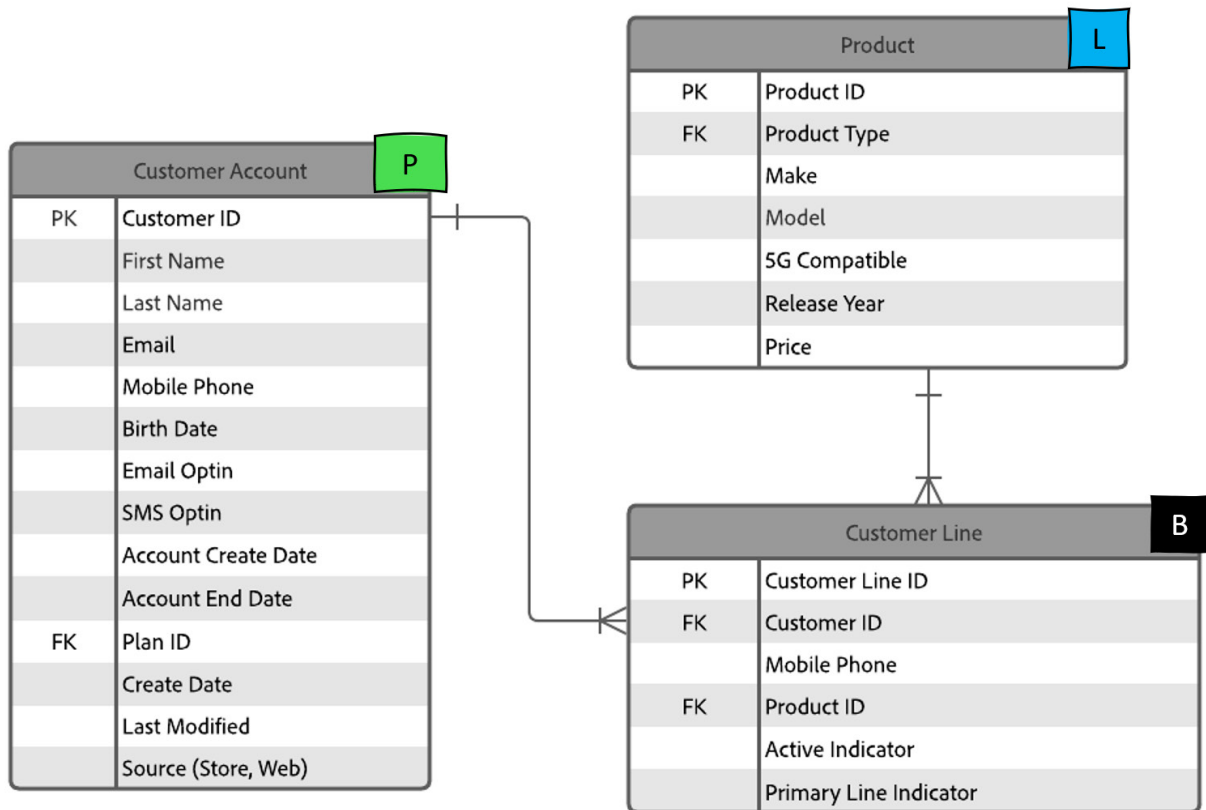 Customer Account
P
PK Customer ID
First Name
Last Name
Email
Mobile Phone
Birth Date
Email Optin
SMS Optin
Account Create Date
Account End Date
FK Plan ID
Create Date
Last Modified
Source (Store, Web)
Product
L
PK Product ID
FK Product Type
Make
Model
5G Compatible
Release Year
Price
Customer Line
B
PK Customer Line ID
FK Customer ID
Mobile Phone
FK Product ID
Active Indicator
Primary Line Indicator